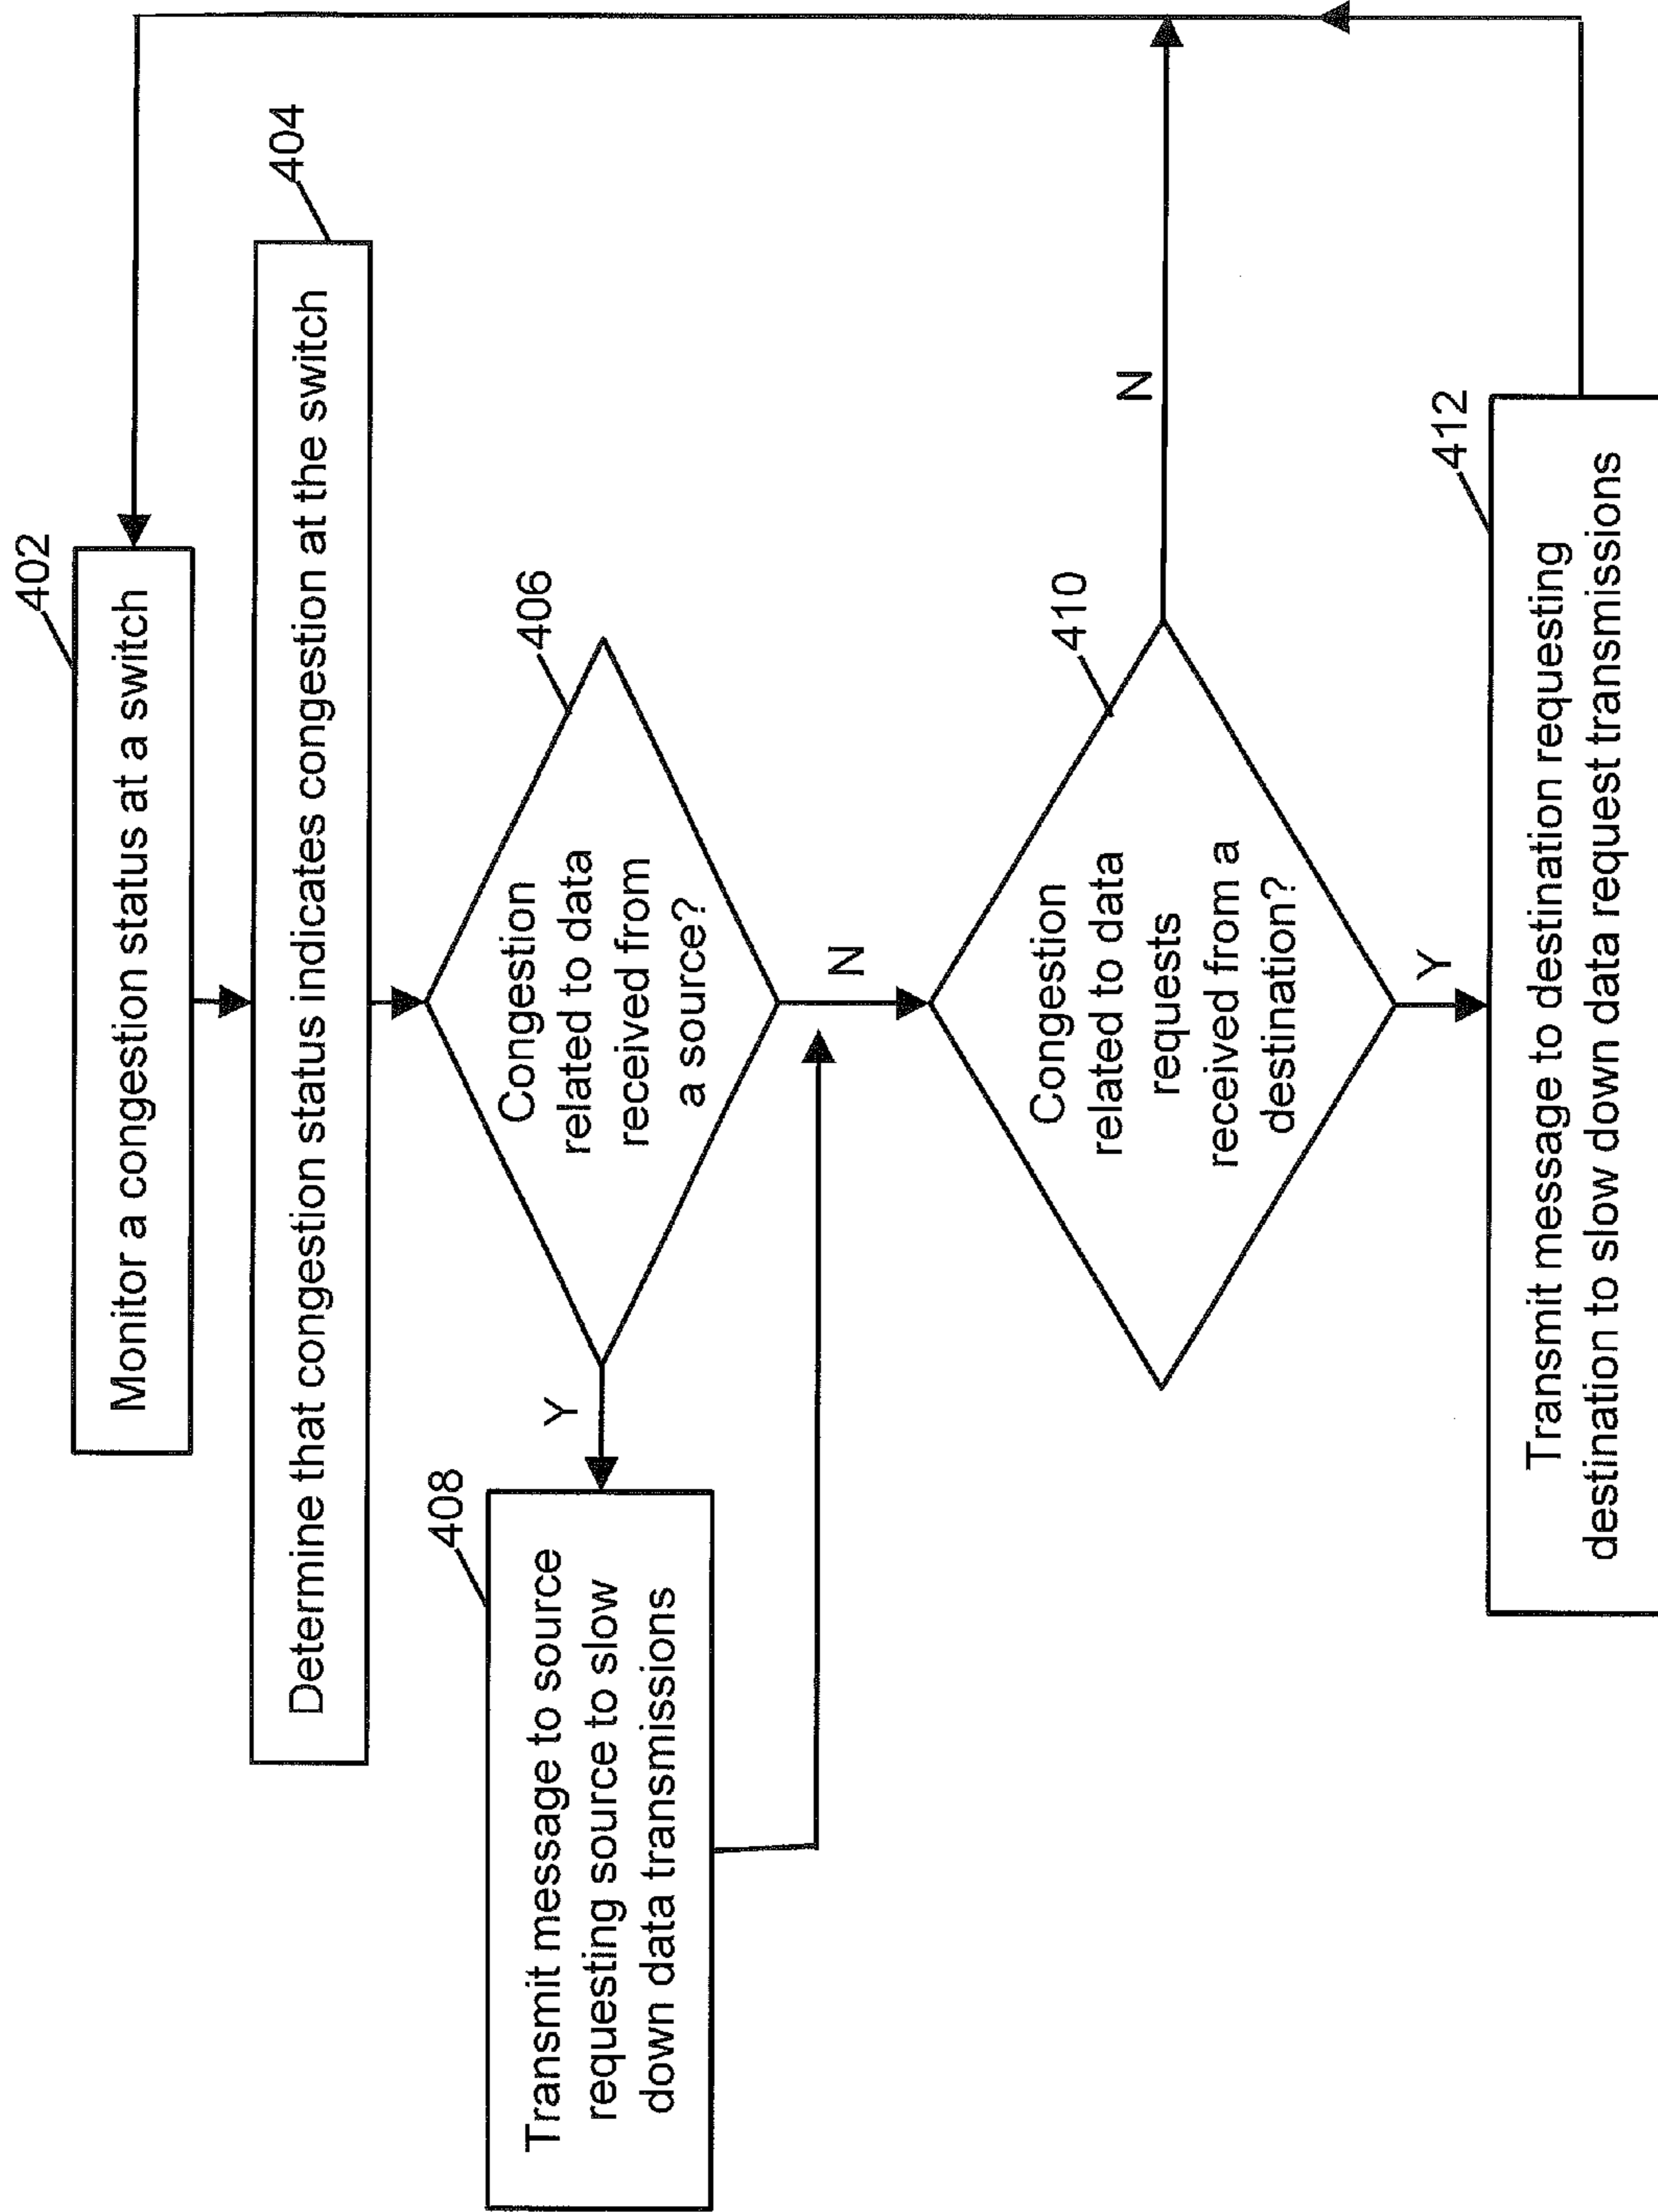 402
Monitor a congestion status at a switch
404
Determine that congestion status indicates congestion at the switch
406
Congestion
related to data
received from
a source?
Y
N
408
Transmit message to source
requesting source to slow
down data transmissions
410
Congestion
related to data
requests
received from a
destination?
N
Y
412
Transmit message to destination requesting
destination to slow down data request transmissions